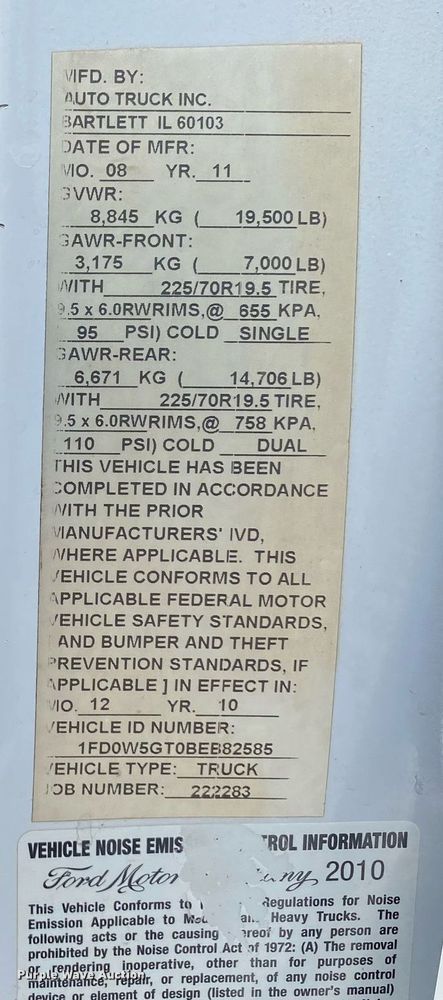 MFD. BY:
AUTO TRUCK INC.
BARTLETT IL 60103
DATE OF MFR:
MO. 08 YR. 11
GVWR:
8,845 KG ( 19,500 LB)
GAWR-FRONT:
3,175 KG ( 7,000 LB)
WITH 225/70R19.5 TIRE,
9.5 x 6.0RWRIMS,@ 655 KPA,
95 PSI) COLD SINGLE
GAWR-REAR:
6,671 KG ( 14,706 LB)
WITH 225/70R19.5 TIRE,
9.5 x 6.0RWRIMS,@ 758 KPA,
110 PSI) COLD DUAL
THIS VEHICLE HAS BEEN
COMPLETED IN ACCORDANCE
WITH THE PRIOR
MANUFACTURERS' IVD,
WHERE APPLICABLE. THIS
VEHICLE CONFORMS TO ALL
APPLICABLE FEDERAL MOTOR
VEHICLE SAFETY STANDARDS,
AND BUMPER AND THEFT
PREVENTION STANDARDS, IF
APPLICABLE ] IN EFFECT IN:
MO. 12 YR. 10
VEHICLE ID NUMBER:
1FD0W5GT0BEB82585
VEHICLE TYPE: TRUCK
JOB NUMBER: 222283
VEHICLE NOISE EMIS TROL INFORMATION
Ford Motor ny 2010
This Vehicle Conforms to Regulations for Noise
Emission Applicable to Heavy Trucks. The
following acts or the causing thereof by any person are
prohibited by the Noise Control Act of 1972: (A) The removal
or rendering inoperative, other than for purposes of
maintenance, repair, or replacement, of any noise control
device or element of design (listed in the owner's manual)
Purple Wave Auction